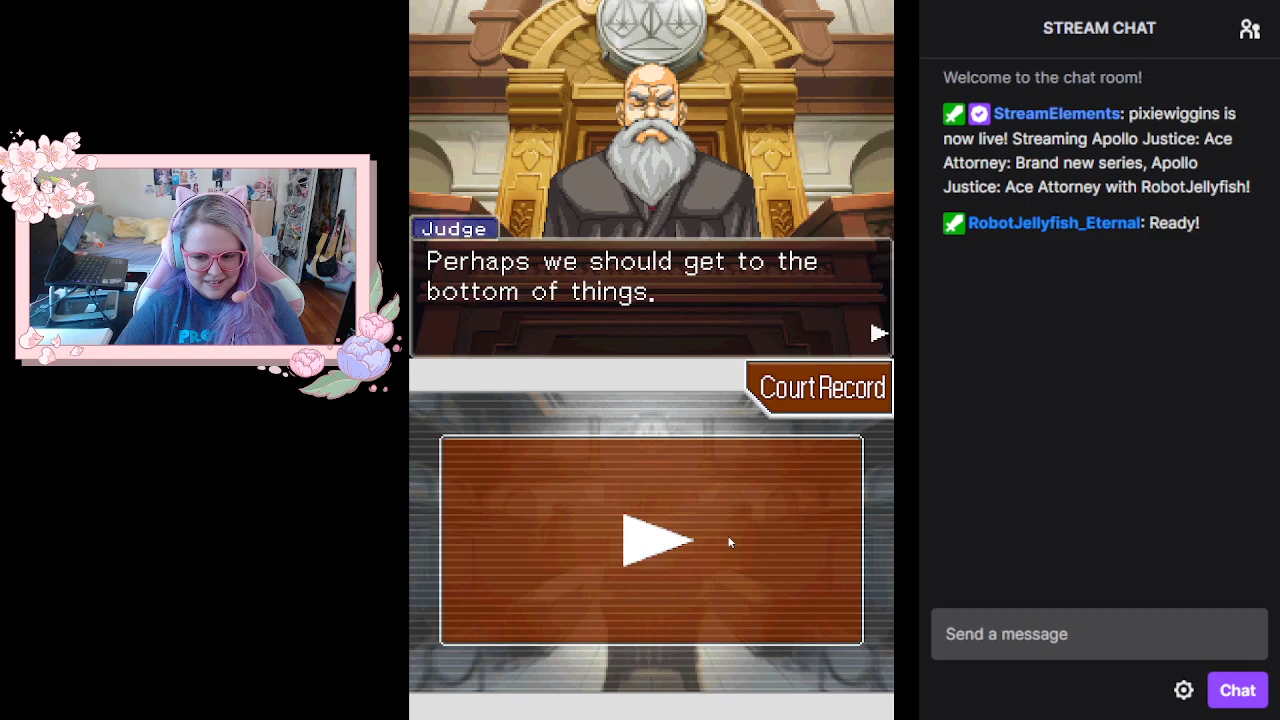 STREAM CHAT
Welcome to the chat room!
StreamElements: pixiewiggins is
now live! Streaming Apollo Justice: Ace
Attorney: Brand new series, Apollo
Justice: Ace Attorney with RobotJellyfish!
RobotJellyfish_Eternal: Ready!
Judge
Perhaps we should get to the
bottom of things.
Court Record
PRO
Send a message
Chat